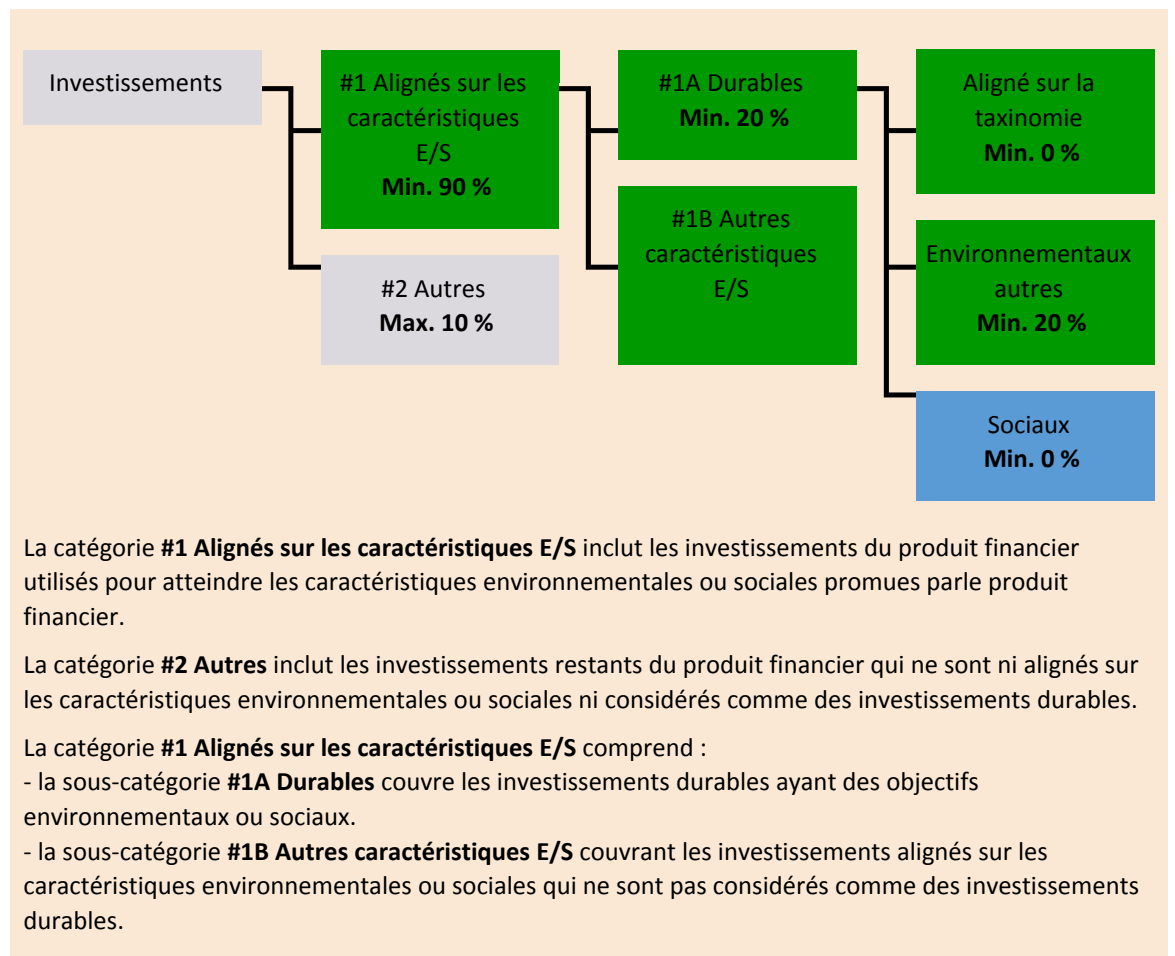 Investissements
#1 Alignés sur les
caractéristiques
E/S
Min. 90 %
#2 Autres
Max. 10 %
#1A Durables
Min. 20 %
#1B Autres
caractéristiques
E/S
Aligné sur la
taxinomie
Min. 0 %
Environnementaux
autres
Min. 20 %
Sociaux
Min. 0 %
La catégorie #1 Alignés sur les caractéristiques E/S inclut les investissements du produit financier
utilisés pour atteindre les caractéristiques environnementales ou sociales promues parle produit
financier.
La catégorie #2 Autres inclut les investissements restants du produit financier qui ne sont ni alignés sur
les caractéristiques environnementales ou sociales ni considérés comme des investissements durables.
La catégorie #1 Alignés sur les caractéristiques E/S comprend :
- la sous-catégorie #1A Durables couvre les investissements durables ayant des objectifs
environnementaux ou sociaux.
- la sous-catégorie #1B Autres caractéristiques E/S couvrant les investissements alignés sur les
caractéristiques environnementales ou sociales qui ne sont pas considérés comme des investissements
durables.